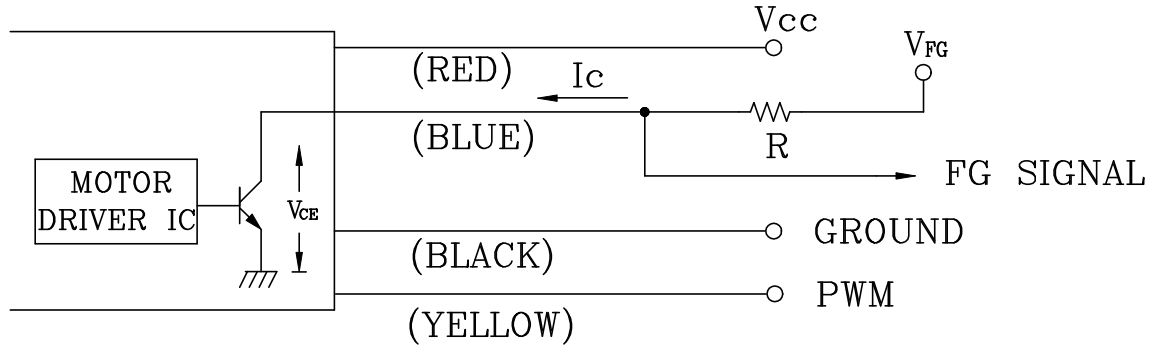 Vcc
VFG
(RED)
Ic
(BLUE)
R
MOTOR
DRIVER IC
VCE
FG SIGNAL
GROUND
(BLACK)
PWM
(YELLOW)